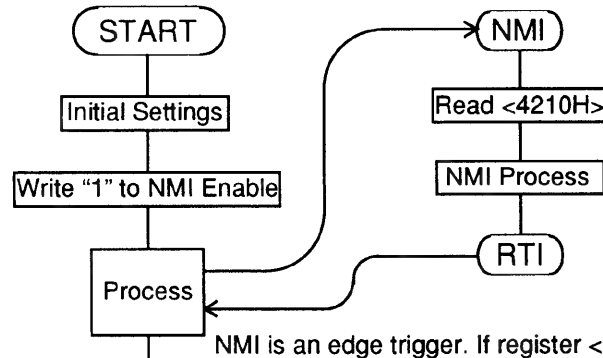 START
Initial Settings
Write "1" to NMI Enable
Process
NMI
Read <4210H>
NMI Process
RTI
NMI is an edge trigger. If register <